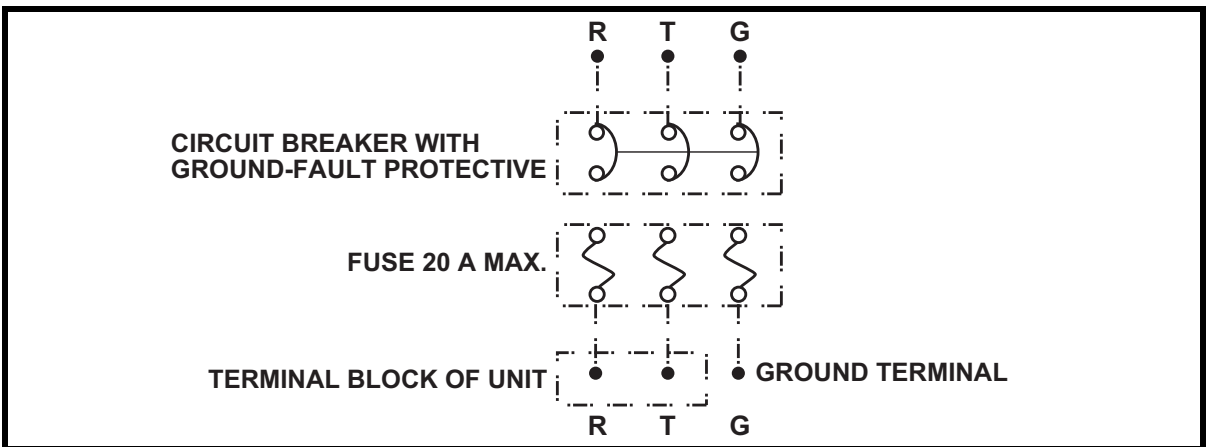 R T G
CIRCUIT BREAKER WITH
GROUND-FAULT PROTECTIVE
FUSE 20 A MAX.
TERMINAL BLOCK OF UNIT
GROUND TERMINAL
R T G